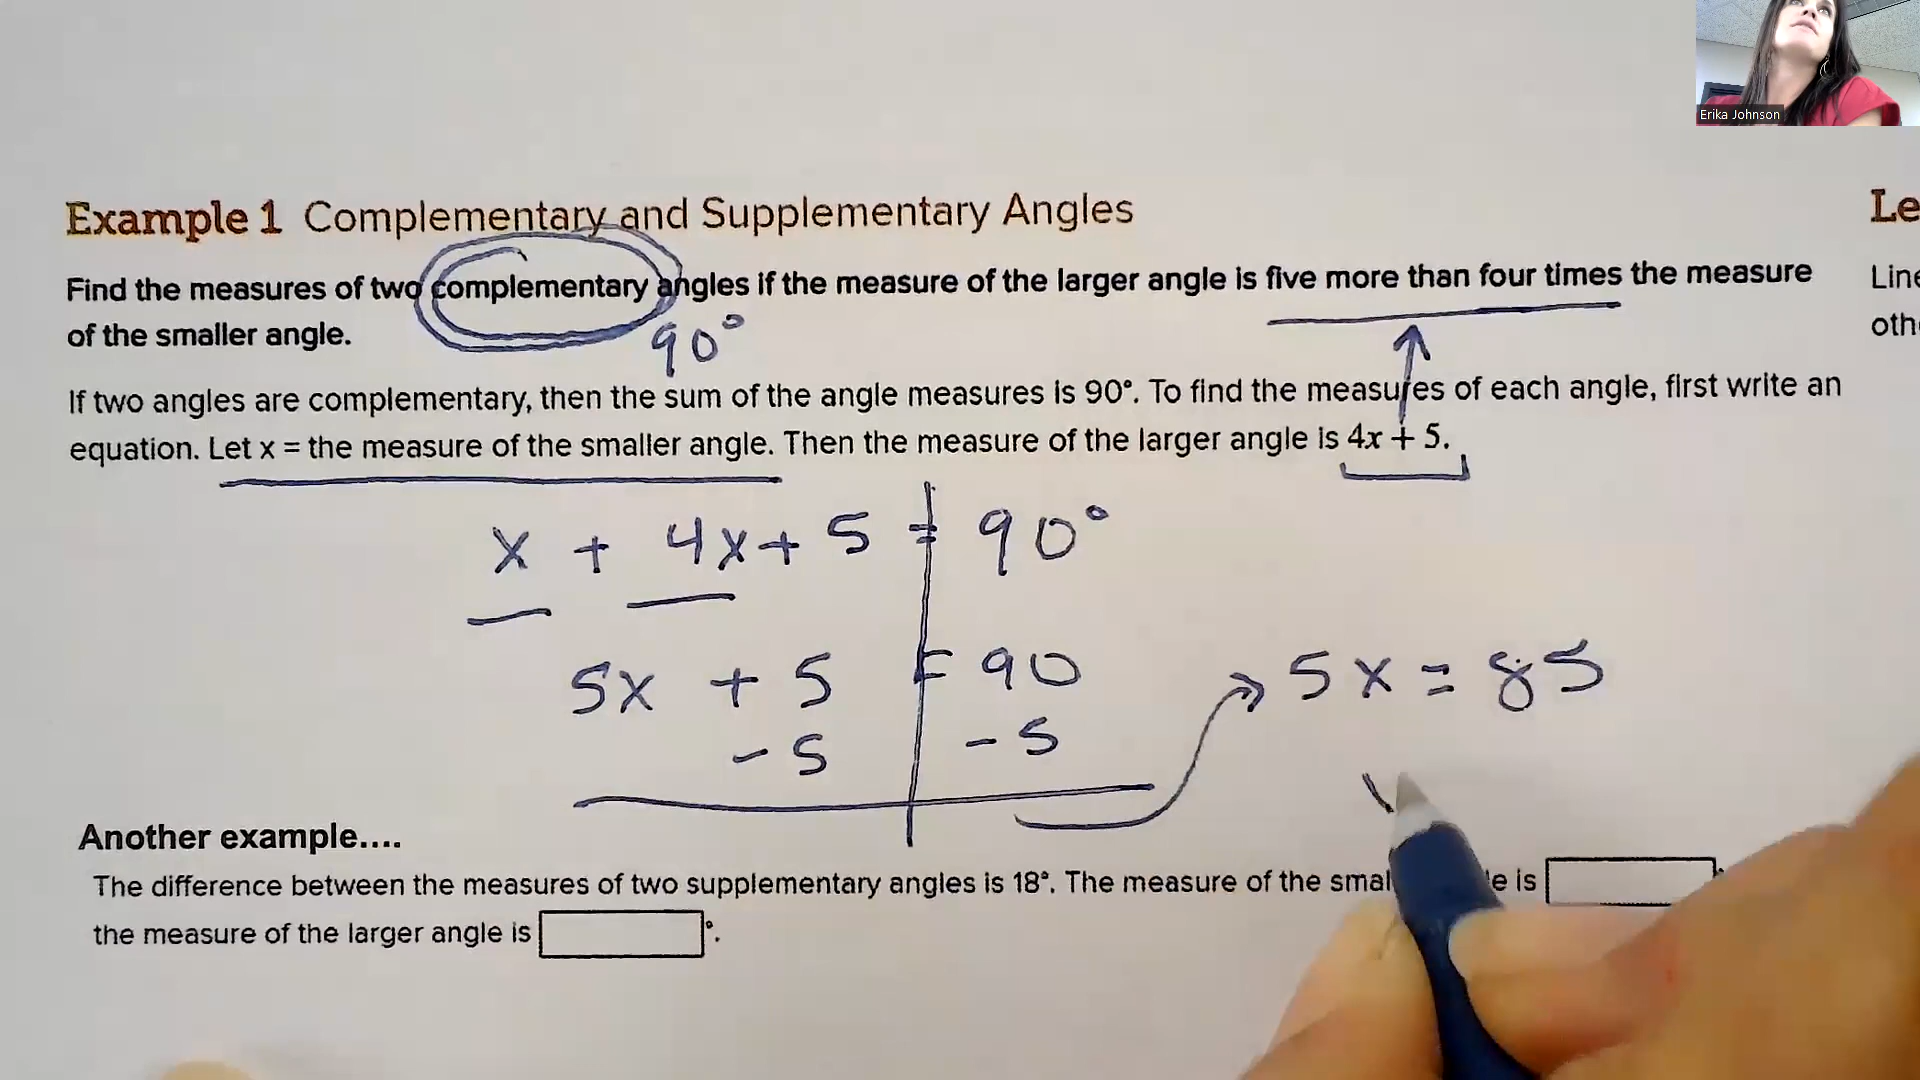 Erika Johnson
Example 1 Complementary and Supplementary Angles
Le
Find the measures of two complementary angles if the measure of the larger angle is five more than four times the measure
Line
of the smaller angle.
oth
90°
If two angles are complementary, then the sum of the angle measures is 90°. To find the measures of each angle, first write an
equation. Let x = the measure of the smaller angle. Then the measure of the larger angle is 4x + 5.
x + 4x + 5 = 90°
5x + 5 = 90
- 5 - 5
5x = 85
Another example....
The difference between the measures of two supplementary angles is 18°. The measure of the smal e is
the measure of the larger angle is °.